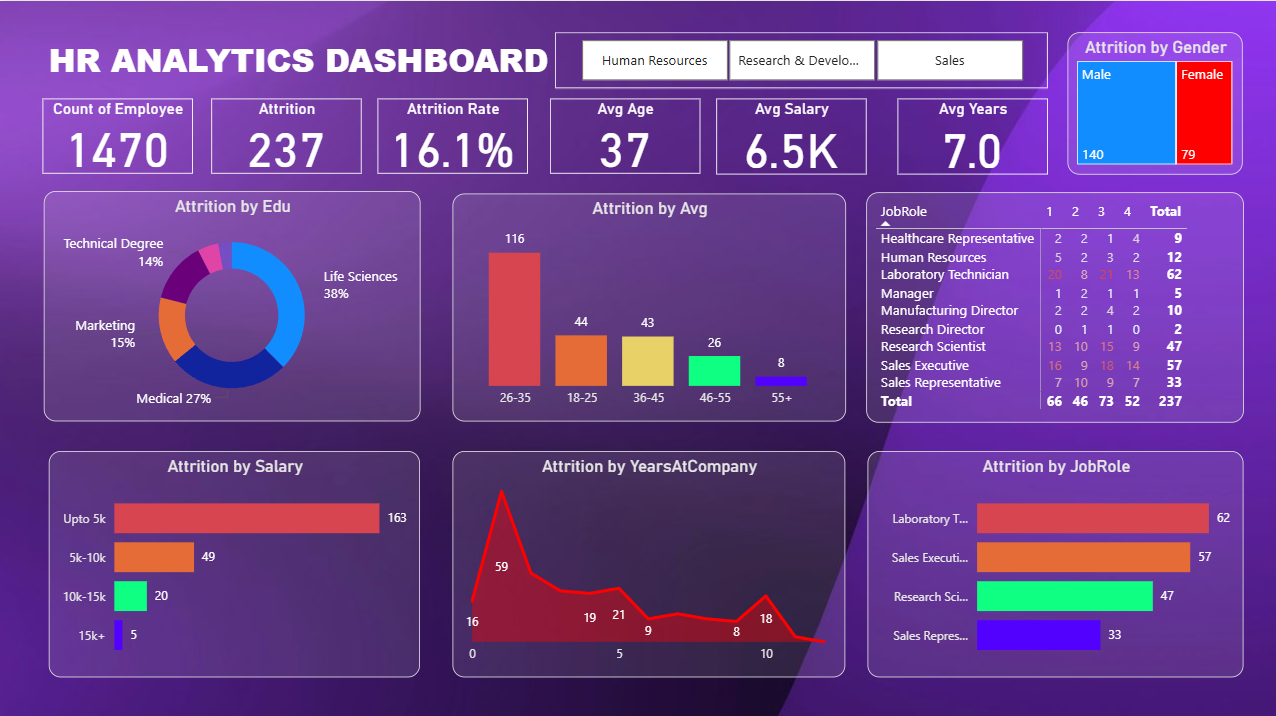 HR ANALYTICS DASHBOARD
Human Resources
Research & Develo...
Sales
Attrition by Gender
Male
Female
140
79
Count of Employee
1470
Attrition
237
Attrition Rate
16.1%
Avg Age
37
Avg Salary
6.5K
Avg Years
7.0
Attrition by Edu
Technical Degree
14%
Life Sciences
38%
Marketing
15%
Medical 27%
Attrition by Avg
116
44
43
26
8
26-35 18-25 36-45 46-55 55+
JobRole 1 2 3 4 Total
Healthcare Representative 2 2 1 4 9
Human Resources 5 2 3 2 12
Laboratory Technician 20 8 21 13 62
Manager 1 2 1 1 5
Manufacturing Director 2 2 4 2 10
Research Director 0 1 1 0 2
Research Scientist 13 10 15 9 47
Sales Executive 16 9 18 14 57
Sales Representative 7 10 9 7 33
Total 66 46 73 52 237
Attrition by Salary
Upto 5k 163
5k-10k 49
10k-15k 20
15k+ 5
Attrition by YearsAtCompany
16
59
19
21
9
8
18
0 5 10
Attrition by JobRole
Laboratory T... 62
Sales Executi... 57
Research Sci... 47
Sales Repres... 33